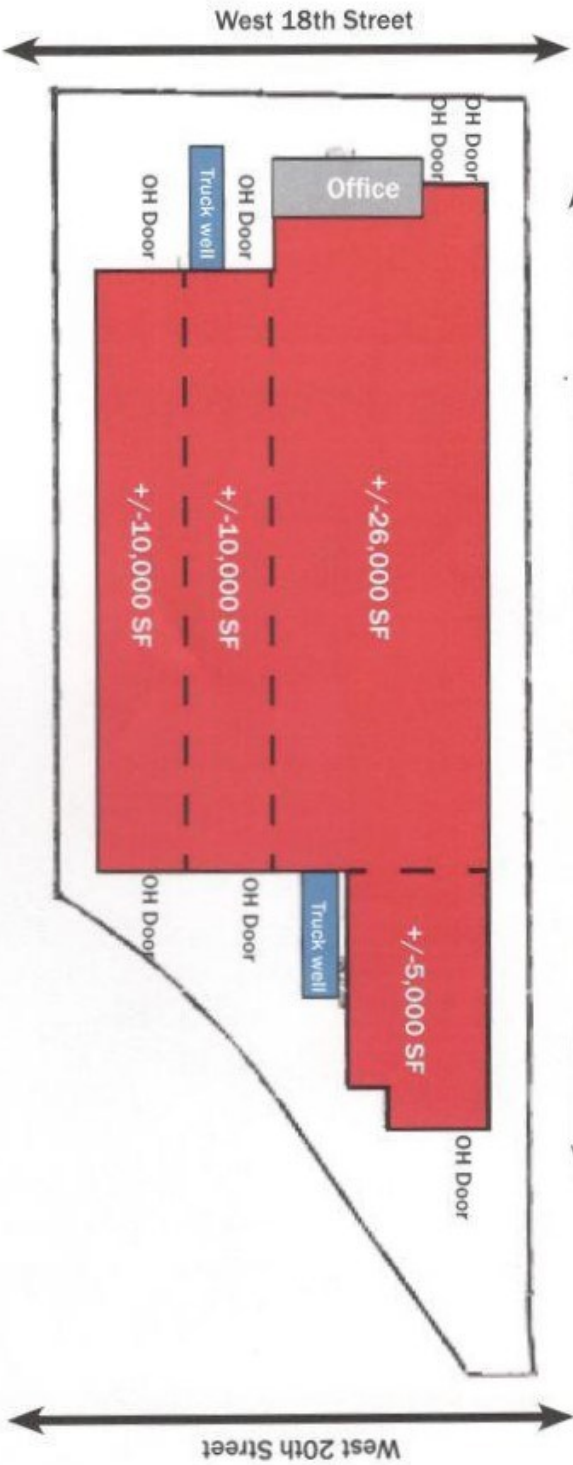 West 18th Street
OH Door
OH Door
Office
OH Door
Truck well
OH Door
+/-26,000 SF
+/-10,000 SF
+/-10,000 SF
OH Door
OH Door
Truck well
+/-5,000 SF
OH Door
West 20th Street